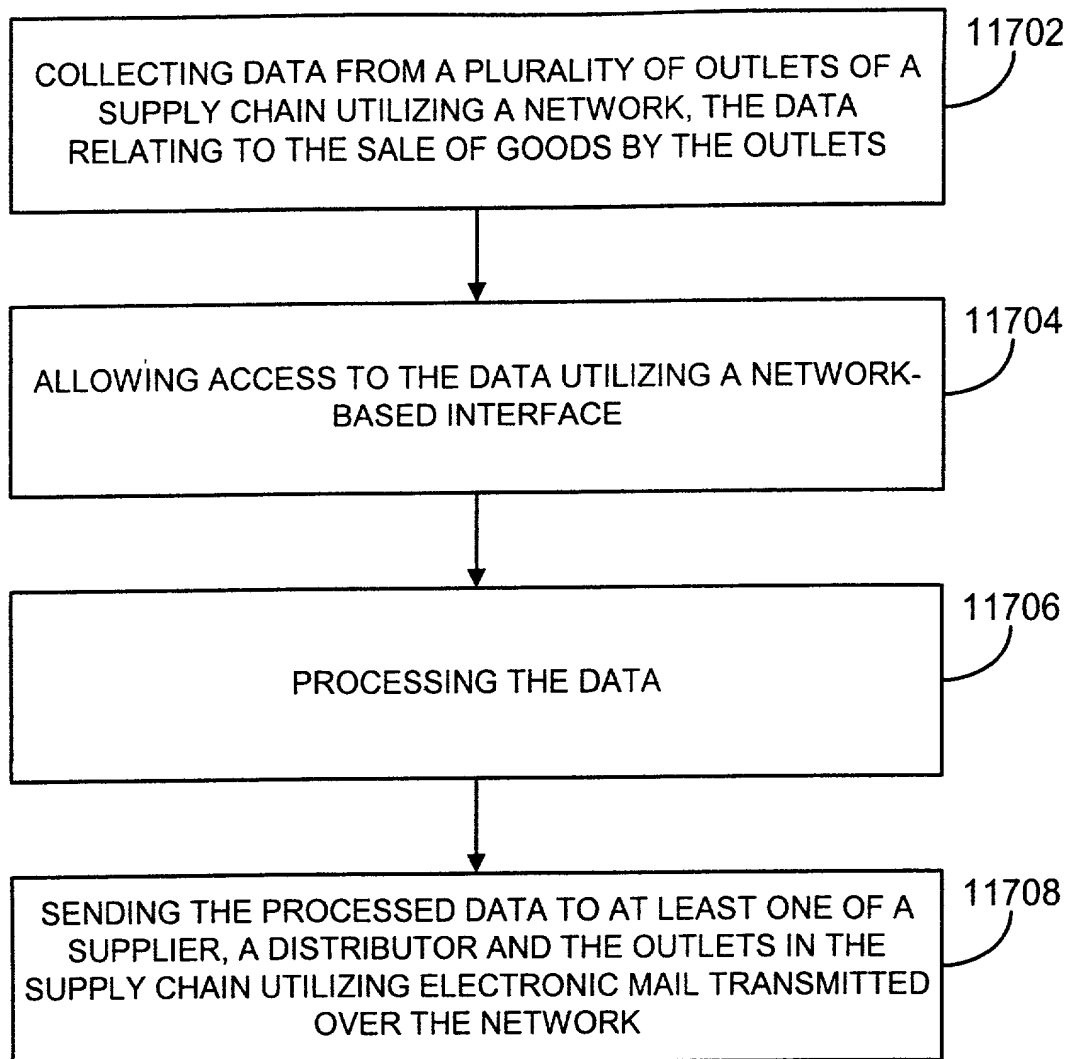 11702
COLLECTING DATA FROM A PLURALITY OF OUTLETS OF A
SUPPLY CHAIN UTILIZING A NETWORK, THE DATA
RELATING TO THE SALE OF GOODS BY THE OUTLETS
11704
ALLOWING ACCESS TO THE DATA UTILIZING A NETWORK-
BASED INTERFACE
11706
PROCESSING THE DATA
11708
SENDING THE PROCESSED DATA TO AT LEAST ONE OF A
SUPPLIER, A DISTRIBUTOR AND THE OUTLETS IN THE
SUPPLY CHAIN UTILIZING ELECTRONIC MAIL TRANSMITTED
OVER THE NETWORK